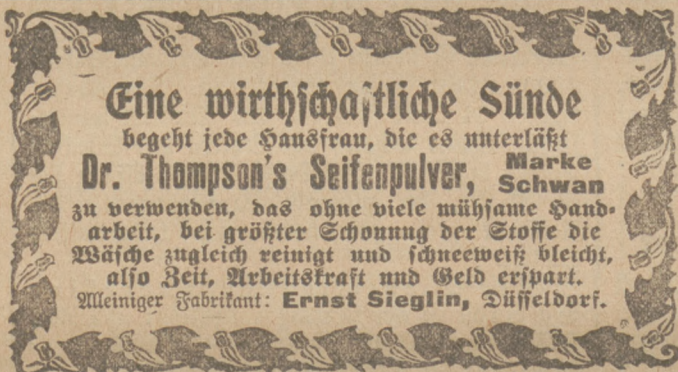 Eine wirthschaftliche Sünde
begeht jede Hausfrau, die es unterläßt
Dr. Thompson's Seifenpulver, Marke Schwan
zu verwenden, das ohne viele mühsame Hand-
arbeit, bei größter Schonung der Stoffe die
Wäsche zugleich reinigt und schneeweiß bleicht,
also Zeit, Arbeitskraft und Geld erspart.
Alleiniger Fabrikant: Ernst Sieglin, Düsseldorf.